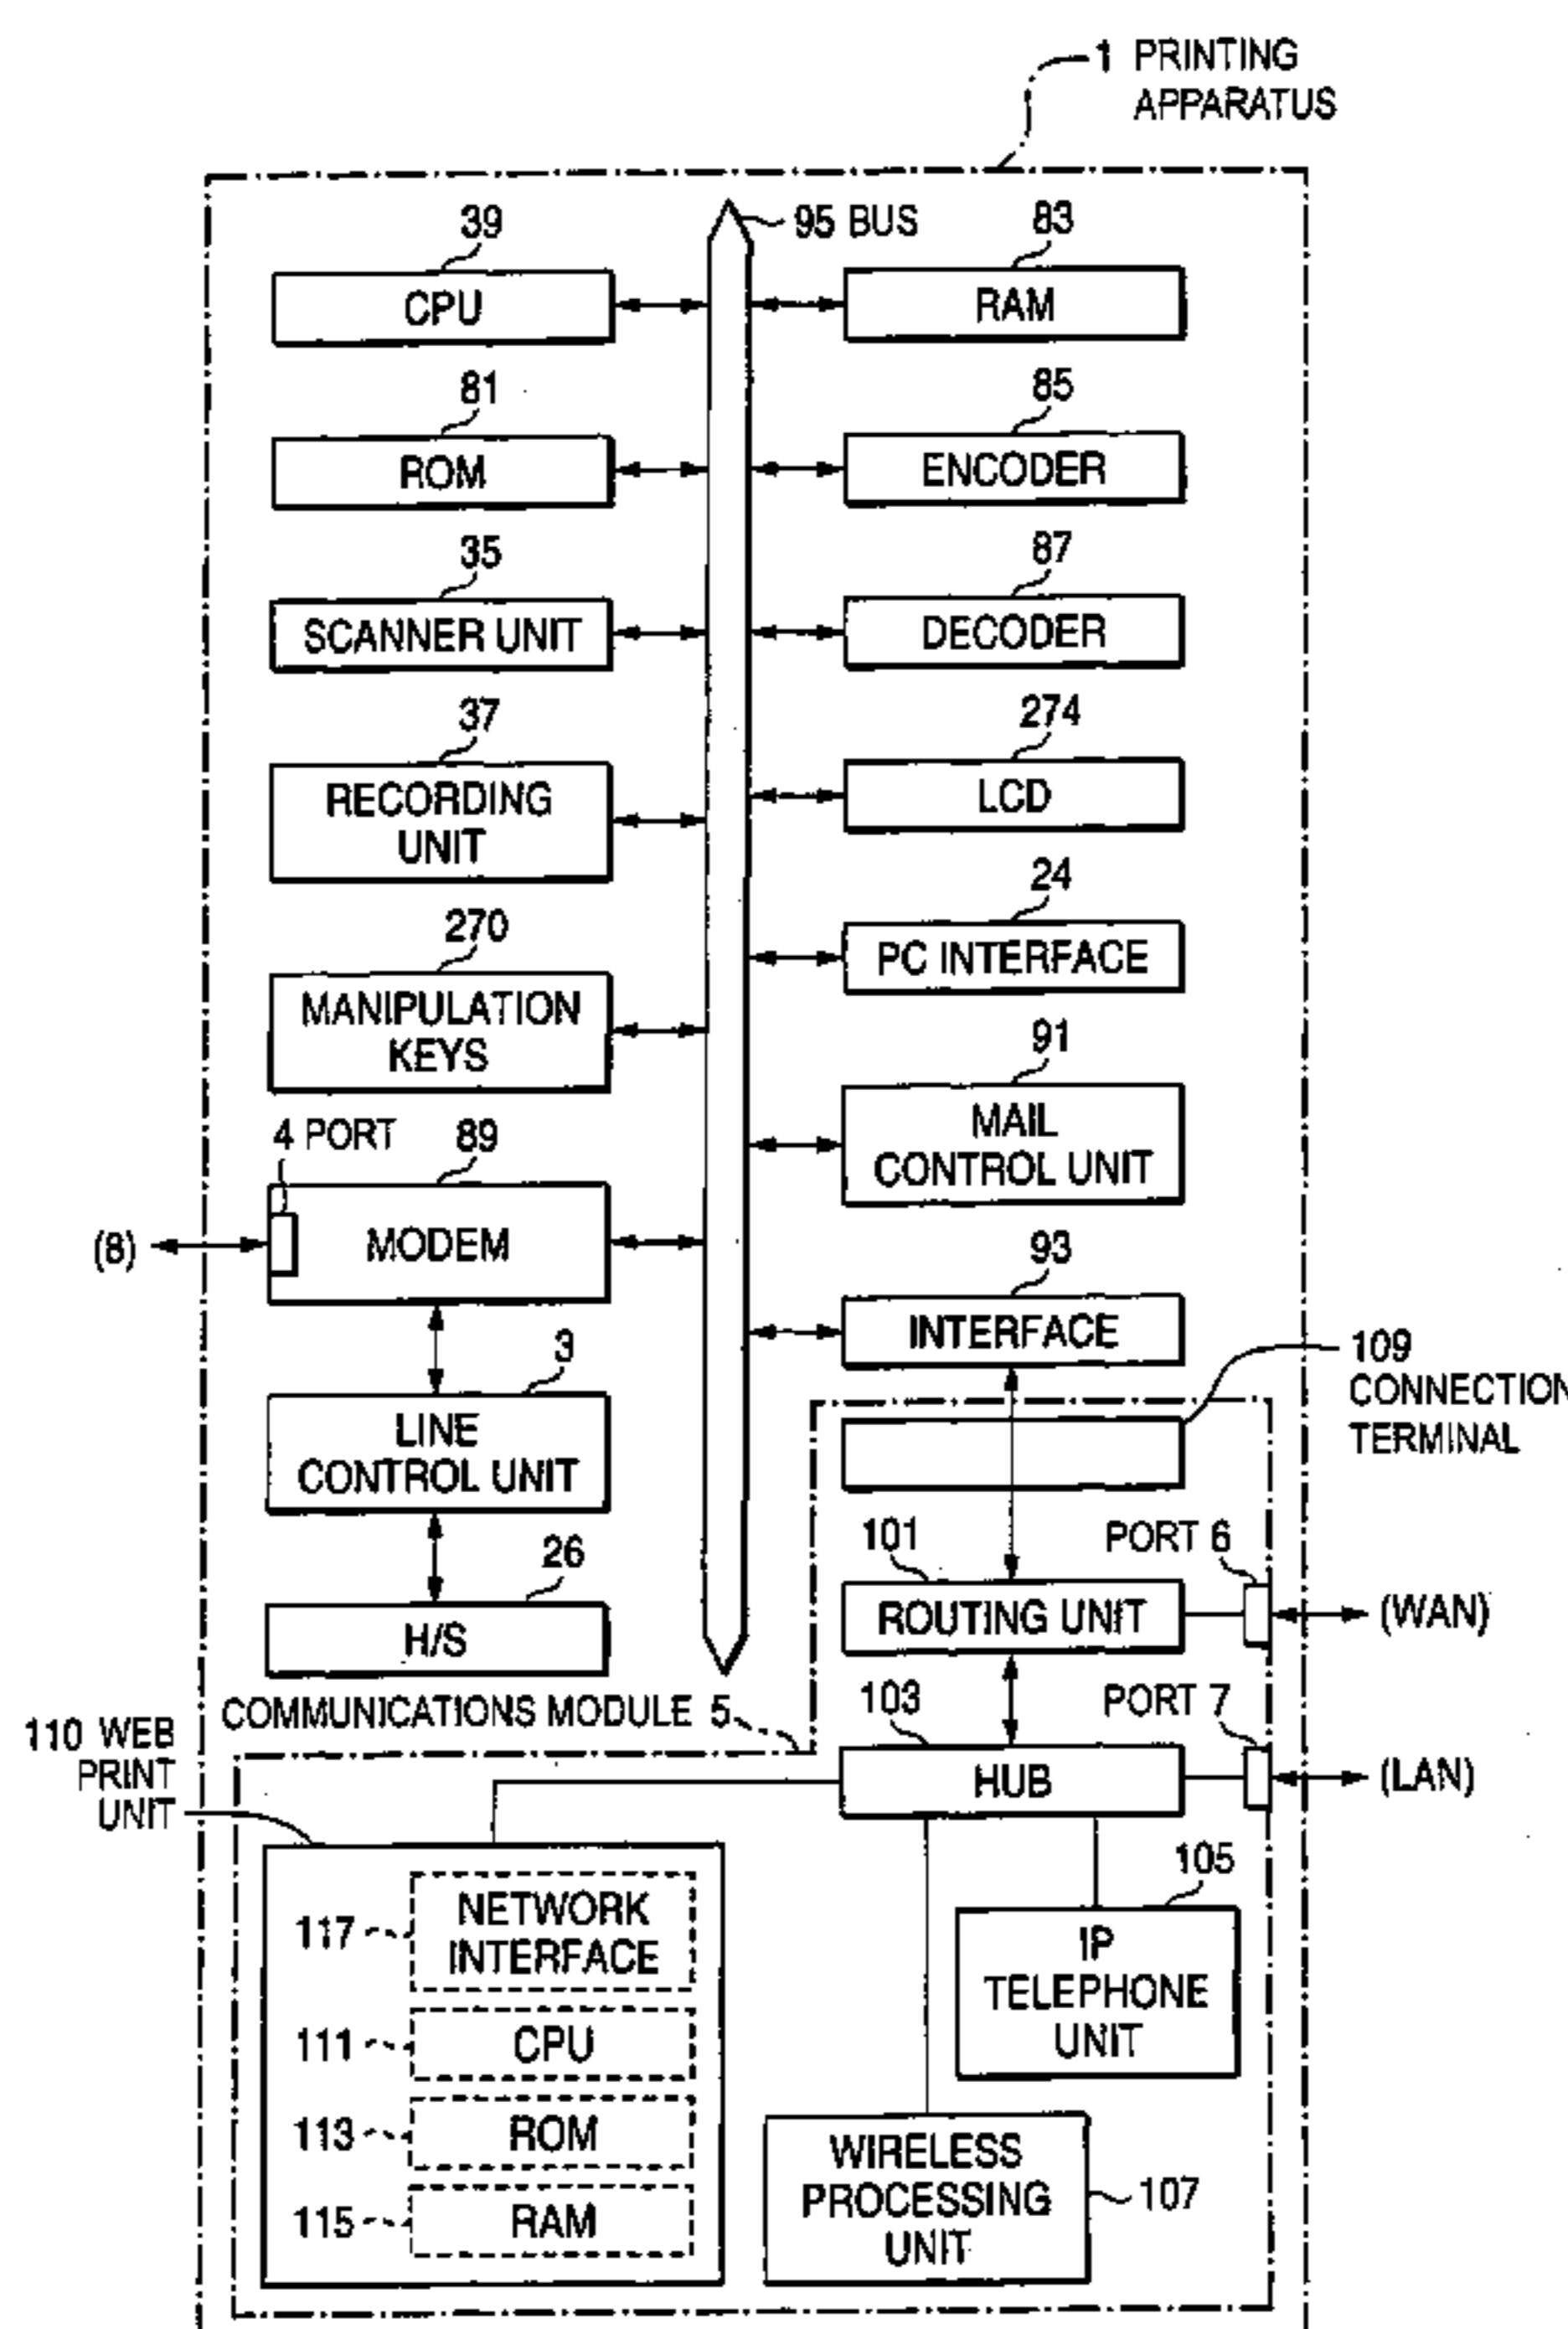 1 PRINTING
APPARATUS
39
CPU
95 BUS
83
RAM
81
ROM
85
ENCODER
35
SCANNER UNIT
87
DECODER
37
RECORDING
UNIT
274
LCD
270
MANIPULATION
KEYS
24
PC INTERFACE
91
MAIL
CONTROL UNIT
4 PORT
89
(8)
MODEM
93
INTERFACE
3
LINE
CONTROL UNIT
109
CONNECTION
TERMINAL
26
H/S
101
ROUTING UNIT
PORT 6
(WAN)
COMMUNICATIONS MODULE 5
103
HUB
PORT 7
(LAN)
110 WEB
PRINT
UNIT
117
NETWORK
INTERFACE
111
CPU
113
ROM
115
RAM
105
IP
TELEPHONE
UNIT
WIRELESS
PROCESSING
UNIT
107